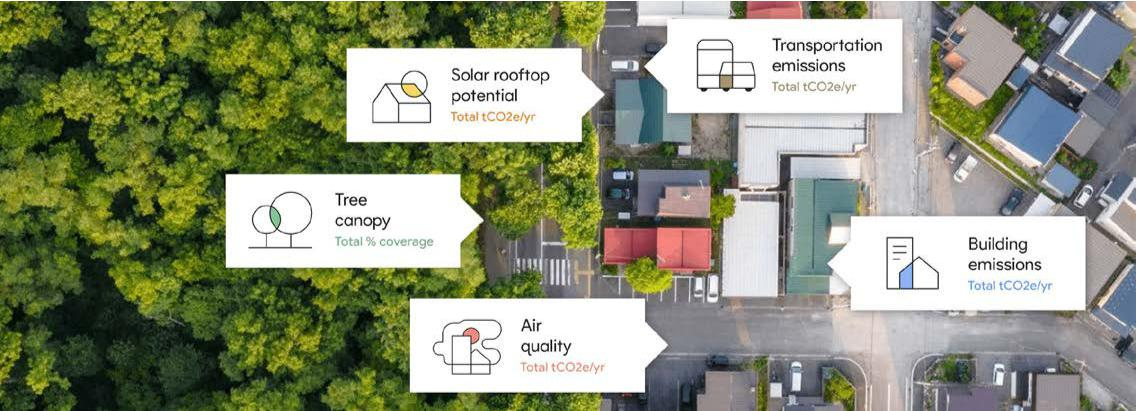 Solar rooftop
potential
Total tCO2e/yr
Transportation
emissions
Total tCO2e/yr
Tree
canopy
Total % coverage
Building
emissions
Total tCO2e/yr
Air
quality
Total tCO2e/yr